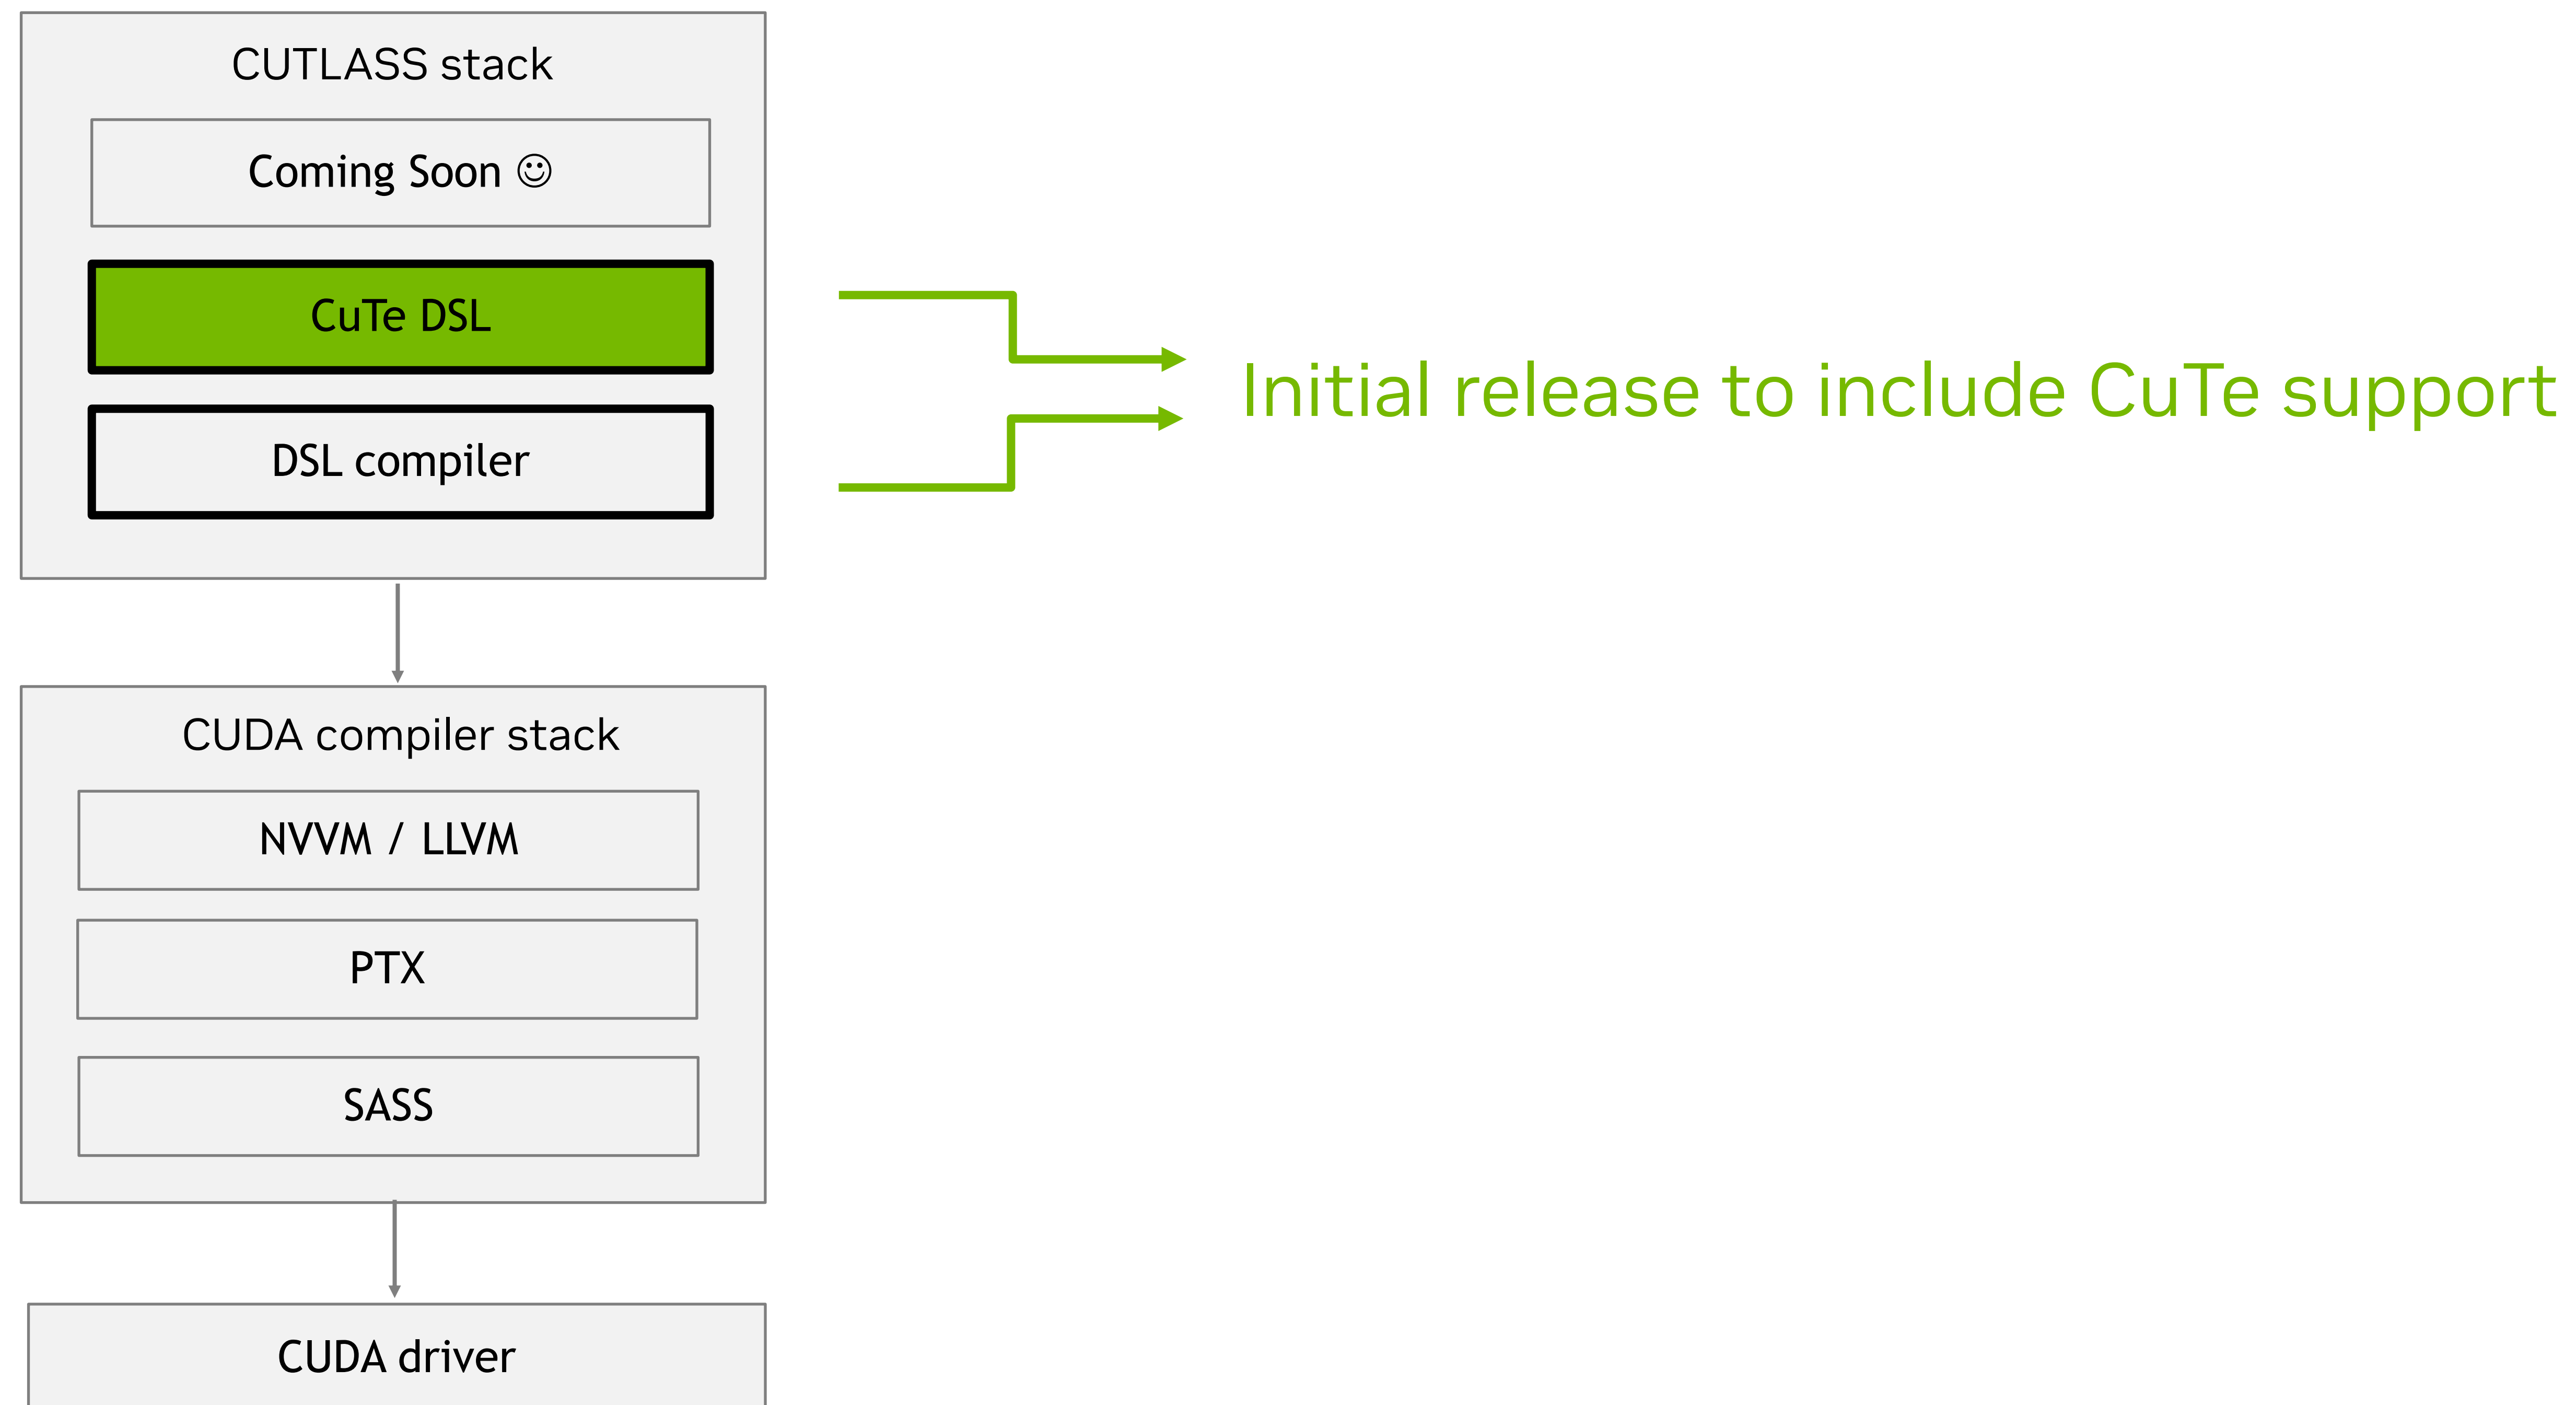 CUTLASS stack
Coming Soon ☺
CuTe DSL
DSL compiler
Initial release to include CuTe support
CUDA compiler stack
NVVM / LLVM
PTX
SASS
CUDA driver